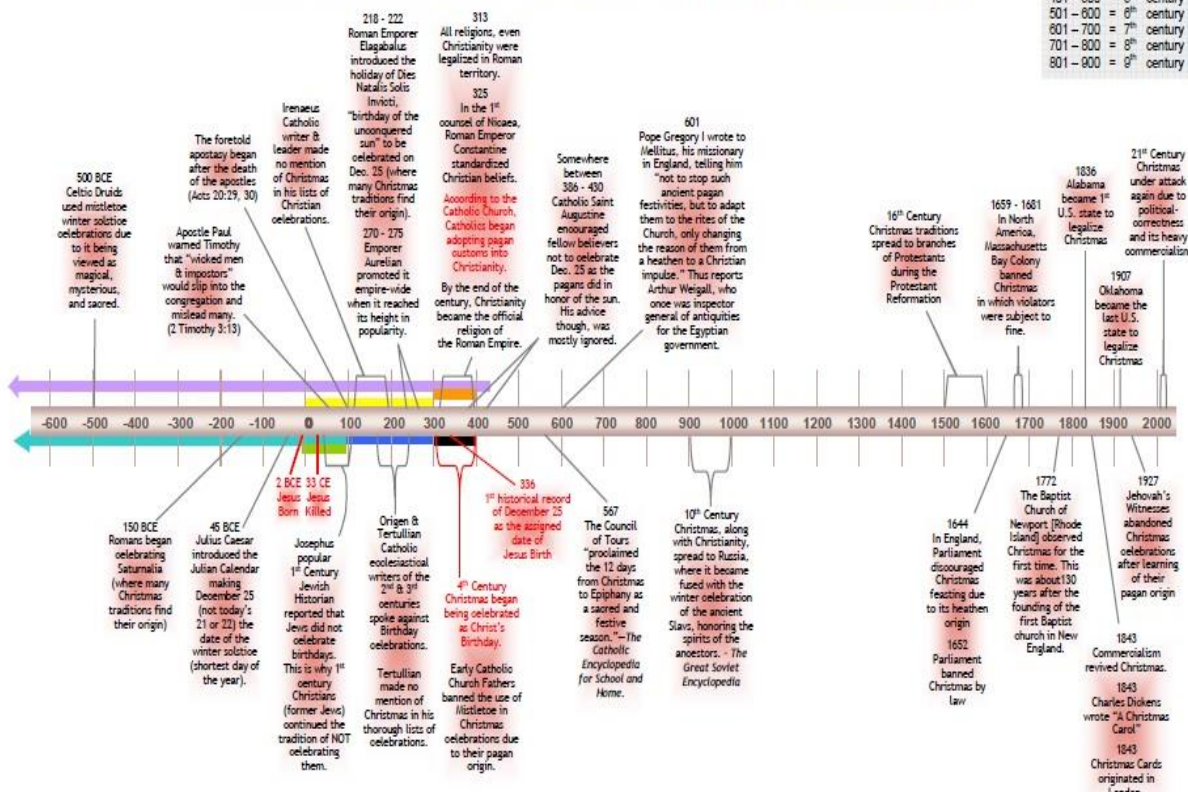 501 – 600 = 6th century
601 – 700 = 7th century
701 – 800 = 8th century
801 – 900 = 9th century
500 BCE
Celtic Druids
used mistletoe
winter solstice
celebrations due
to it being
viewed as
magical,
mysterious,
and sacred.
The foretold
apostasy began
after the death
of the apostles
(Acts 20:29, 30)
Apostle Paul
warned Timothy
that “wicked men
& impostors”
would slip into the
congregation and
mislead many.
(2 Timothy 3:13)
Irenaeus
Catholic
writer &
leader made
no mention
of Christmas
in his lists of
Christian
celebrations.
218 - 222
Roman Emporer
Elagabalus
introduced the
holiday of Dies
Natalis Solis
Invicti,
“birthday of the
unconquered
sun” to be
celebrated on
Dec. 25 (where
many Christmas
traditions find
their origin).
270 - 275
Emporer
Aurelian
promoted it
empire-wide
when it reached
its height in
popularity.
313
All religions, even
Christianity were
legalized in Roman
territory.
325
In the 1st
counsel of Nicaea,
Roman Emperor
Constantine
standardized
Christian beliefs.
According to the
Catholic Church,
Catholics began
adopting pagan
customs into
Christianity.
By the end of the
century, Christianity
became the official
religion of
the Roman Empire.
Somewhere
between
386 - 430
Catholic Saint
Augustine
encouraged
fellow believers
not to celebrate
Dec. 25 as the
pagans did in
honor of the sun.
His advice
though, was
mostly ignored.
601
Pope Gregory I wrote to
Mellitus, his missionary
in England, telling him
“not to stop such
ancient pagan
festivities, but to adapt
them to the rites of the
Church, only changing
the reason of them from
a heathen to a Christian
impulse.” Thus reports
Arthur Weigall, who
once was inspector
general of antiquities
for the Egyptian
government.
16th Century
Christmas traditions
spread to branches
of Protestants
during the
Protestant
Reformation
1659 - 1681
In North
America,
Massachusetts
Bay Colony
banned
Christmas
in which violators
were subject to
fine.
1836
Alabama
became 1st
U.S. state to
legalize
Christmas
1907
Oklahoma
became the
last U.S.
state to
legalize
Christmas
21st Century
Christmas
under attack
again due to
political-
correctness
and its heavy
commercialism
-600 -500 -400 -300 -200 -100 0 100 200 300 400 500 600 700 800 900 1000 1100 1200 1300 1400 1500 1600 1700 1800 1900 2000
150 BCE
Romans began
celebrating
Saturnalia
(where many
Christmas
traditions find
their origin)
45 BCE
Julius Caesar
introduced the
Julian Calendar
making
December 25
(not today’s
21 or 22) the
date of the
winter solstice
(shortest day of
the year).
2 BCE
Jesus
Born
33 CE
Jesus
Killed
Josephus
popular
1st Century
Jewish
Historian
reported that
Jews did not
celebrate
birthdays.
This is why 1st
century
Christians
(former Jews)
continued the
tradition of NOT
celebrating
them.
Origen &
Tertullian
Catholic
ecclesiastical
writers of the
2nd & 3rd
centuries
spoke against
Birthday
celebrations.
Tertullian
made no
mention of
Christmas in his
thorough lists of
celebrations.
4th Century
Christmas began
being celebrated
as Christ’s
Birthday.
Early Catholic
Church Fathers
banned the use of
Mistletoe in
Christmas
celebrations due
to their pagan
origin.
336
1st historical record
of December 25
as the assigned
date of
Jesus Birth
567
The Council
of Tours
“proclaimed
the 12 days
from Christmas
to Epiphany as
a sacred and
festive
season.”—The
Catholic
Encyclopedia
for School and
Home.
10th Century
Christmas, along
with Christianity,
spread to Russia,
where it became
fused with the
winter celebration
of the ancient
Slavs, honoring the
spirits of the
ancestors. - The
Great Soviet
Encyclopedia
1644
In England,
Parliament
discouraged
Christmas
feasting due
to its heathen
origin
1652
Parliament
banned
Christmas by
law
1772
The Baptist
Church of
Newport [Rhode
Island] observed
Christmas for the
first time. This
was about130
years after the
founding of the
first Baptist
church in New
England.
1843
Commercialism
revived Christmas.
1843
Charles Dickens
wrote “A Christmas
Carol”
1843
Christmas Cards
originated in
1927
Jehovah’s
Witnesses
abandoned
Christmas
celebrations
after learning of
their
pagan origin